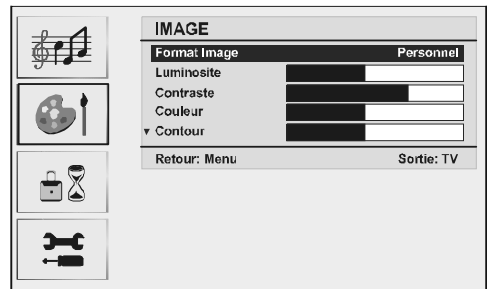 IMAGE
Format Image Personnel
Luminosite
Contraste
Couleur
▼ Contour
Retour: Menu Sortie: TV